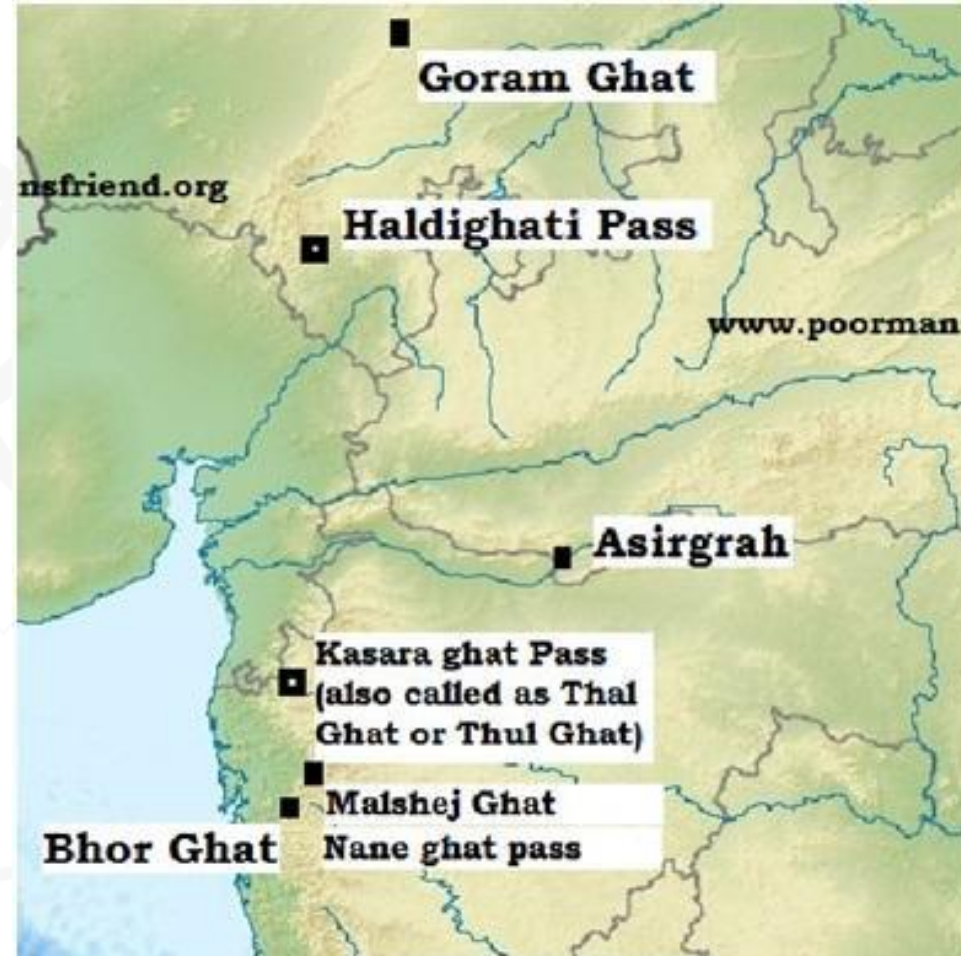 Goram Ghat
nsfriend.org
Haldighati Pass
www.poorman
Asirgrah
Kasara ghat Pass
(also called as Thal
Ghat or Thul Ghat)
Malshej Ghat
Bhor Ghat
Nane ghat pass